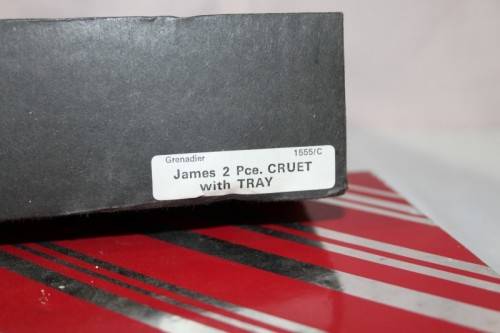 Grenadier 1555/C
James 2 Pce. CRUET
with TRAY